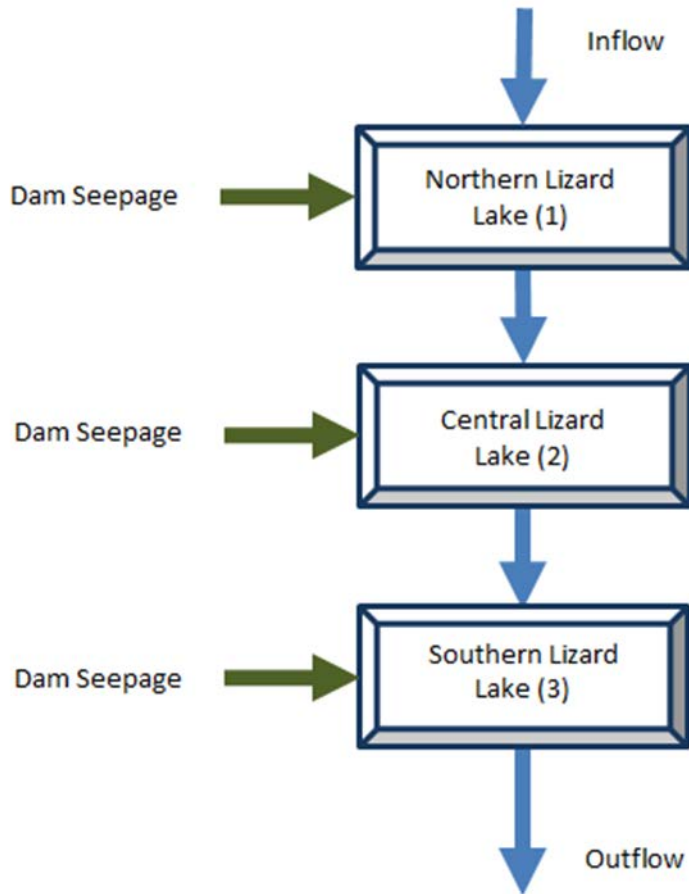 Inflow
Northern Lizard
Lake (1)
Dam Seepage
Central Lizard
Lake (2)
Dam Seepage
Southern Lizard
Lake (3)
Dam Seepage
Outflow